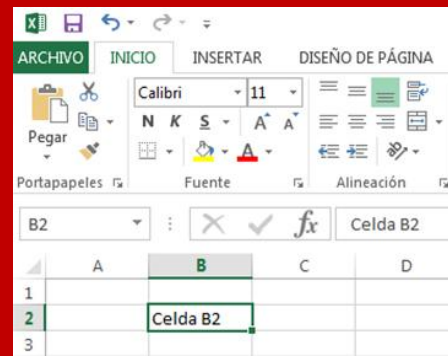 ARCHIVO INICIO INSERTAR DISEÑO DE PÁGINA
Calibri 11
Pegar
N K S A A
A
Portapapeles Fuente Alineación
B2 fx Celda B2
A B C D
1
2 Celda B2
3